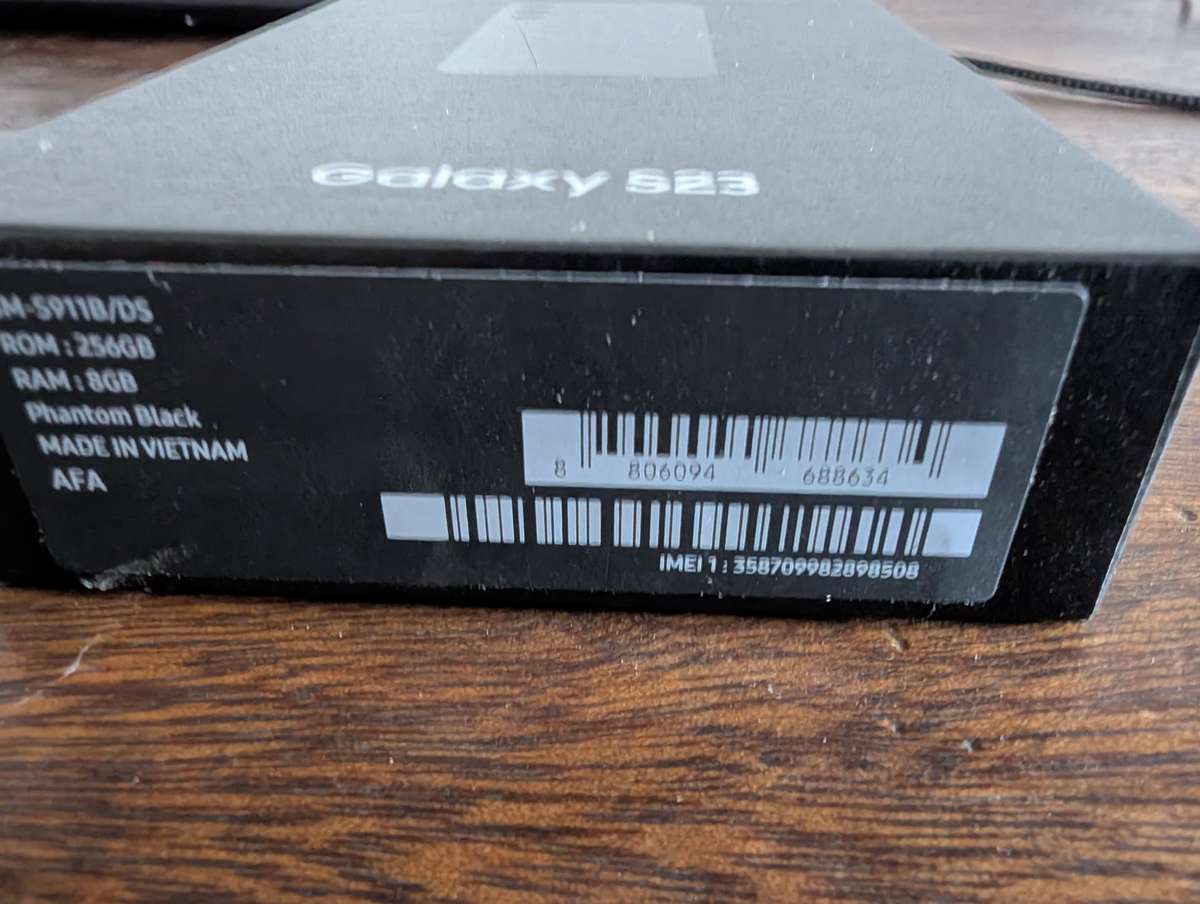 Galaxy S23
SM-S911B/DS
ROM : 256GB
RAM : 8GB
Phantom Black
MADE IN VIETNAM
AFA
8 806094 688634
IMEI 1 : 358709982898508